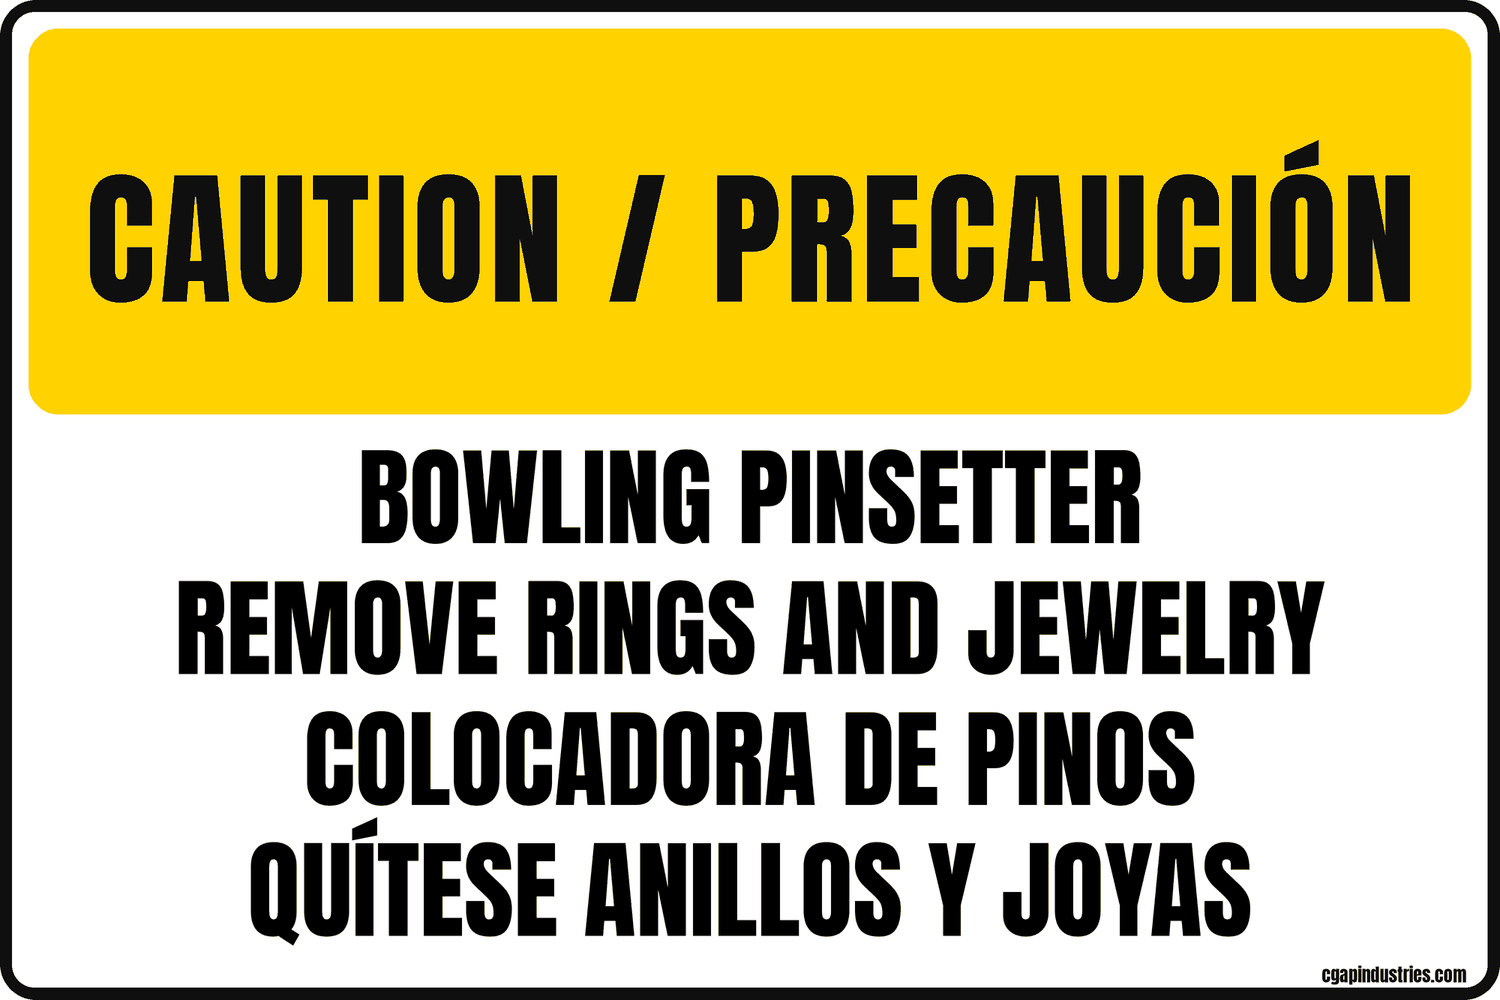 CAUTION / PRECAUCIÓN
BOWLING PINSETTER
REMOVE RINGS AND JEWELRY
COLOCADORA DE PINOS
QUÍTESE ANILLOS Y JOYAS
cgapindustries.com